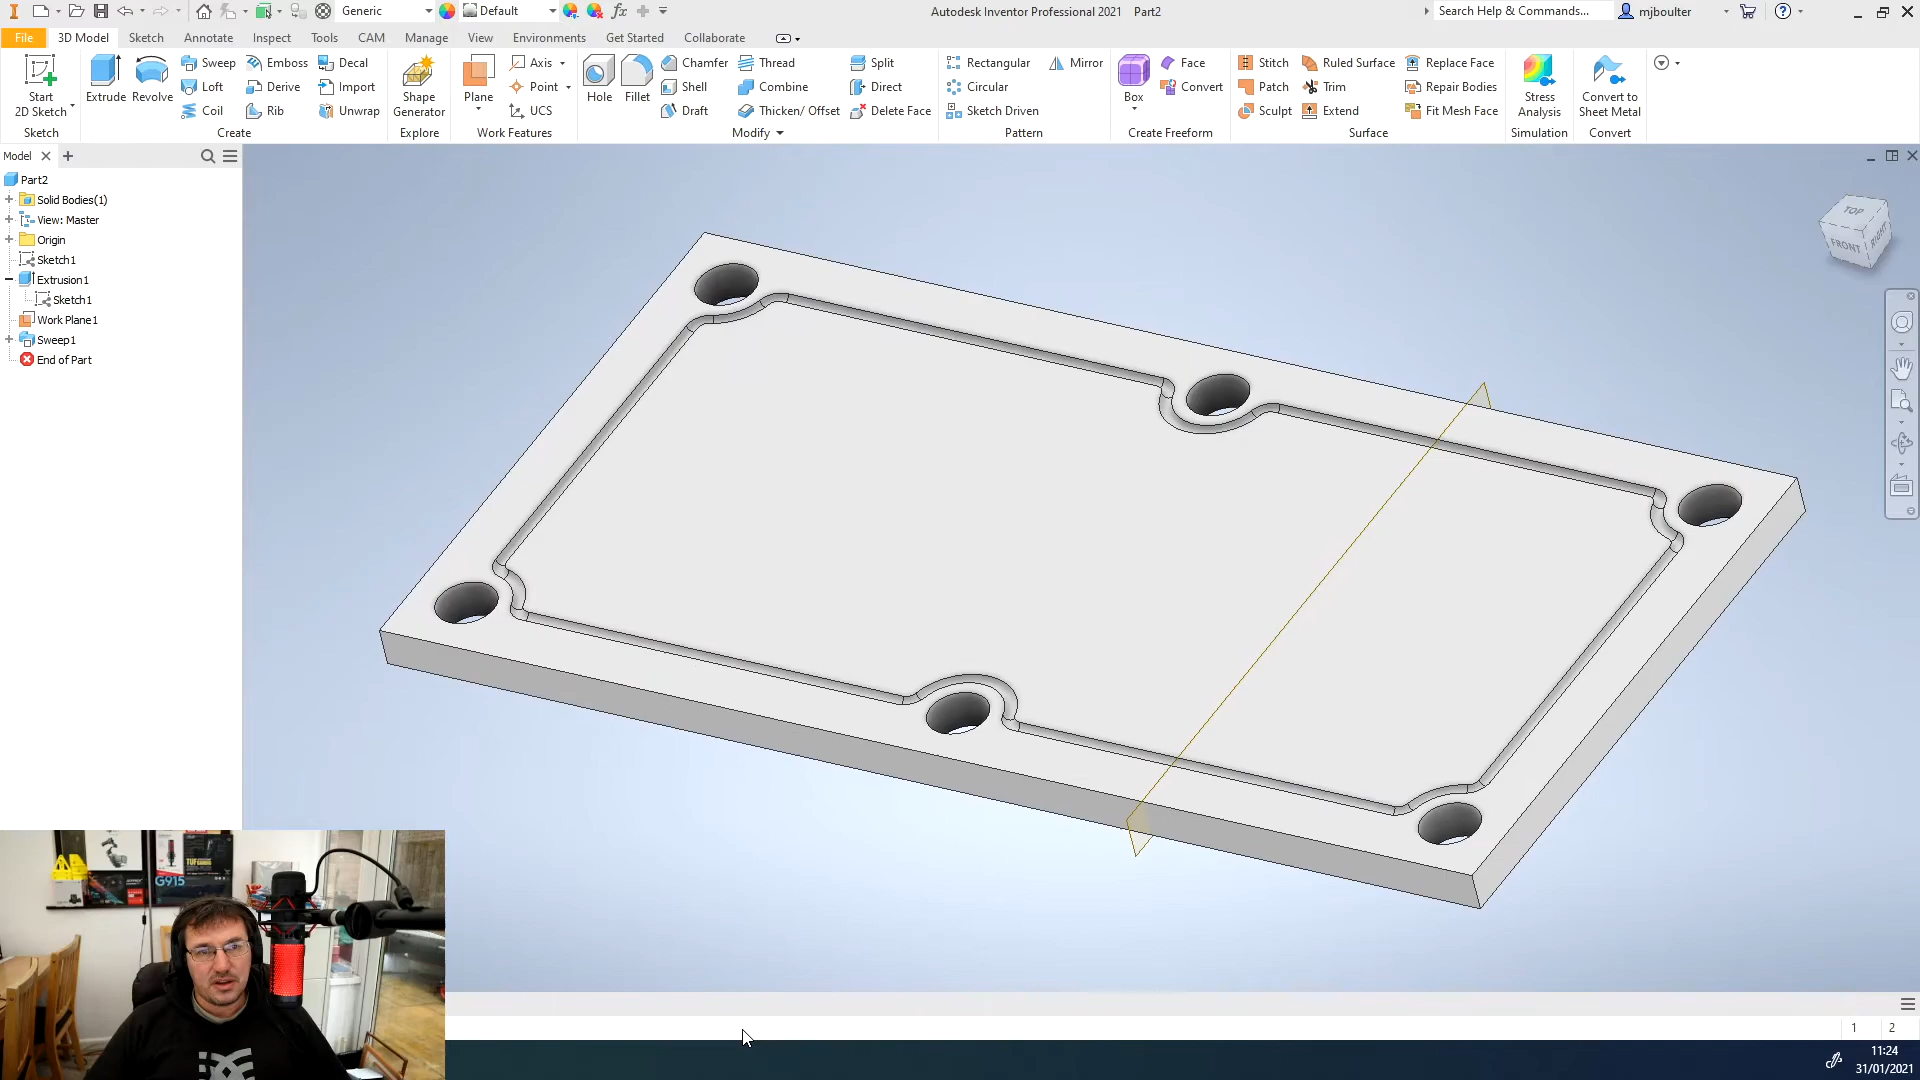 Generic
Default
fx
Autodesk Inventor Professional 2021 Part2
Search Help & Commands...
mjboulter
File
3D Model
Sketch
Annotate
Inspect
Tools
CAM
Manage
View
Environments
Get Started
Collaborate
Start
2D Sketch
Sketch
Extrude
Revolve
Sweep
Emboss
Decal
Loft
Derive
Import
Coil
Rib
Unwrap
Create
Shape
Generator
Explore
Plane
Axis
Point
UCS
Work Features
Hole
Fillet
Chamfer
Thread
Split
Shell
Combine
Direct
Draft
Thicken/ Offset
Delete Face
Modify
Rectangular
Mirror
Circular
Sketch Driven
Pattern
Box
Face
Convert
Create Freeform
Stitch
Ruled Surface
Replace Face
Patch
Trim
Repair Bodies
Sculpt
Extend
Fit Mesh Face
Surface
Stress
Analysis
Simulation
Convert to
Sheet Metal
Convert
Model
Part2
Solid Bodies(1)
View: Master
Origin
Sketch1
Extrusion1
Sketch1
Work Plane1
Sweep1
End of Part
TOP
FRONT
RIGHT
G915
TUF
1 2
11:24
31/01/2021